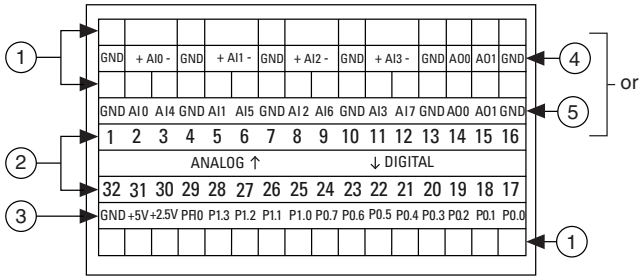 GND + AI0 - GND + AI1 - GND + AI2 - GND + AI3 - GND AO0 AO1 GND
1 4
or
GND AI0 AI4 GND AI1 AI5 GND AI2 AI6 GND AI3 AI7 GND AO0 AO1 GND
5
1 2 3 4 5 6 7 8 9 10 11 12 13 14 15 16
2 ANALOG ↑ ↓ DIGITAL
32 31 30 29 28 27 26 25 24 23 22 21 20 19 18 17
3 GND +5V +2.5V PFI0 P1.3 P1.2 P1.1 P1.0 P0.7 P0.6 P0.5 P0.4 P0.3 P0.2 P0.1 P0.0
1